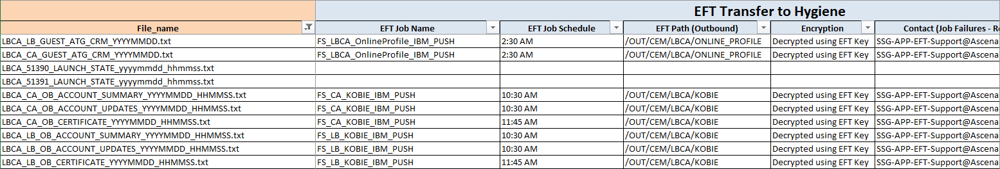 EFT Transfer to Hygiene
File_name EFT Job Name EFT Job Schedule EFT Path (Outbound) Encryption Contact (Job Failures - Re
LBCA_LB_GUEST_ATG_CRM_YYYYMMDD.txt FS_LBCA_OnlineProfile_IBM_PUSH 2:30 AM /OUT/CEM/LBCA/ONLINE_PROFILE Decrypted using EFT Key SSG-APP-EFT-Support@Ascena
LBCA_CA_GUEST_ATG_CRM_YYYYMMDD.txt FS_LBCA_OnlineProfile_IBM_PUSH 2:30 AM /OUT/CEM/LBCA/ONLINE_PROFILE Decrypted using EFT Key SSG-APP-EFT-Support@Ascena
LBCA_51390_LAUNCH_STATE_yyyymmdd_hhmmss.txt
LBCA_51391_LAUNCH_STATE_yyyymmdd_hhmmss.txt
LBCA_CA_OB_ACCOUNT_SUMMARY_YYYYMMDD_HHMMSS.txt FS_CA_KOBIE_IBM_PUSH 10:30 AM /OUT/CEM/LBCA/KOBIE Decrypted using EFT Key SSG-APP-EFT-Support@Ascena
LBCA_CA_OB_ACCOUNT_UPDATES_YYYYMMDD_HHMMSS.txt FS_CA_KOBIE_IBM_PUSH 10:30 AM /OUT/CEM/LBCA/KOBIE Decrypted using EFT Key SSG-APP-EFT-Support@Ascena
LBCA_CA_OB_CERTIFICATE_YYYYMMDD_HHMMSS.txt FS_CA_KOBIE_IBM_PUSH 11:45 AM /OUT/CEM/LBCA/KOBIE Decrypted using EFT Key SSG-APP-EFT-Support@Ascena
LBCA_LB_OB_ACCOUNT_SUMMARY_YYYYMMDD_HHMMSS.txt FS_LB_KOBIE_IBM_PUSH 10:30 AM /OUT/CEM/LBCA/KOBIE Decrypted using EFT Key SSG-APP-EFT-Support@Ascena
LBCA_LB_OB_ACCOUNT_UPDATES_YYYYMMDD_HHMMSS.txt FS_LB_KOBIE_IBM_PUSH 10:30 AM /OUT/CEM/LBCA/KOBIE Decrypted using EFT Key SSG-APP-EFT-Support@Ascena
LBCA_LB_OB_CERTIFICATE_YYYYMMDD_HHMMSS.txt FS_LB_KOBIE_IBM_PUSH 11:45 AM /OUT/CEM/LBCA/KOBIE Decrypted using EFT Key SSG-APP-EFT-Support@Ascena